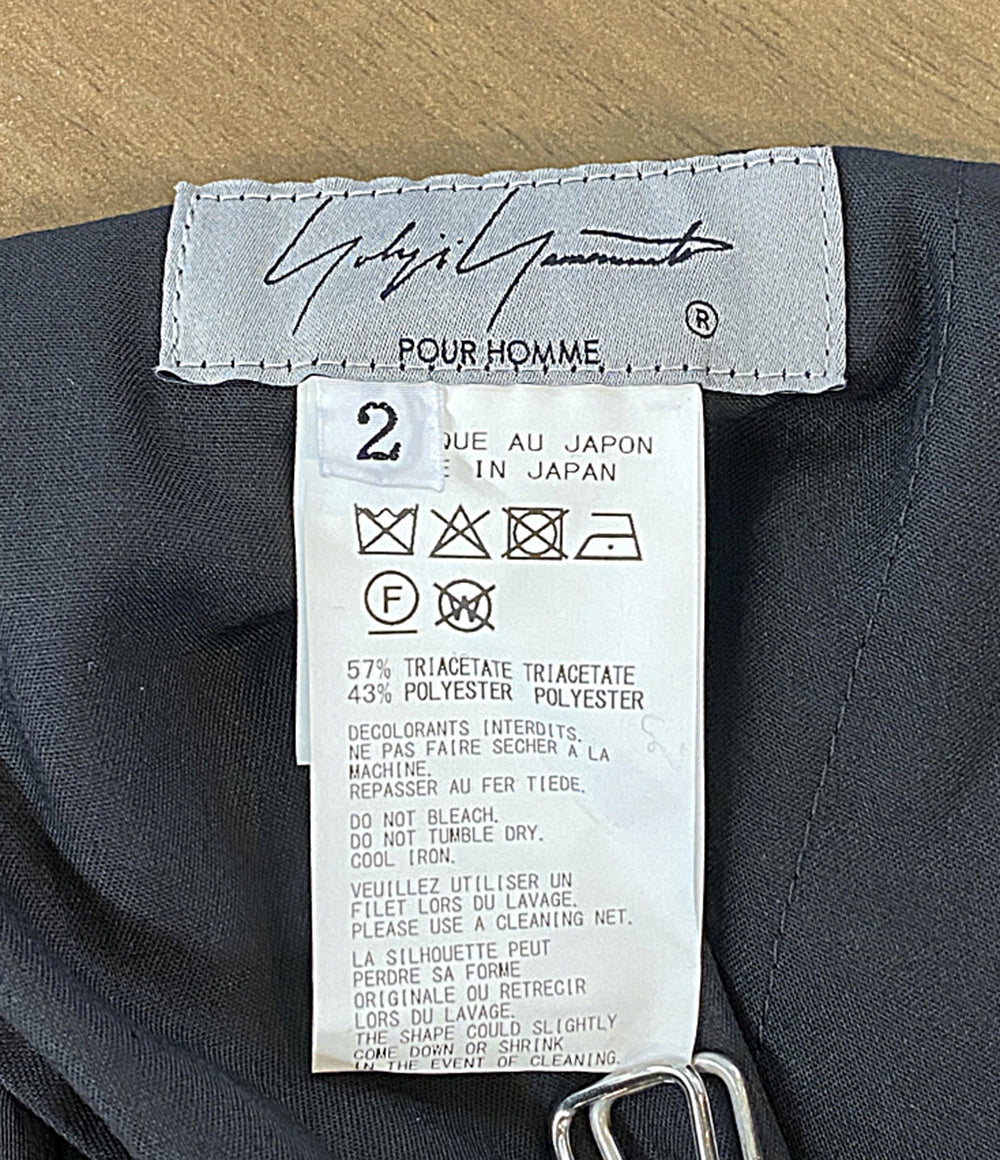 Yohji Yamamoto
®
POUR HOMME
2
QUE AU JAPON
E IN JAPAN
F
W
57% TRIACETATE TRIACETATE
43% POLYESTER POLYESTER
DECOLORANTS INTERDITS.
NE PAS FAIRE SECHER A LA
MACHINE.
REPASSER AU FER TIEDE.
DO NOT BLEACH.
DO NOT TUMBLE DRY.
COOL IRON.
VEUILLEZ UTILISER UN
FILET LORS DU LAVAGE.
PLEASE USE A CLEANING NET.
LA SILHOUETTE PEUT
PERDRE SA FORME
ORIGINALE OU RETRECIR
LORS DU LAVAGE.
THE SHAPE COULD SLIGHTLY
COME DOWN OR SHRINK
IN THE EVENT OF CLEANING.